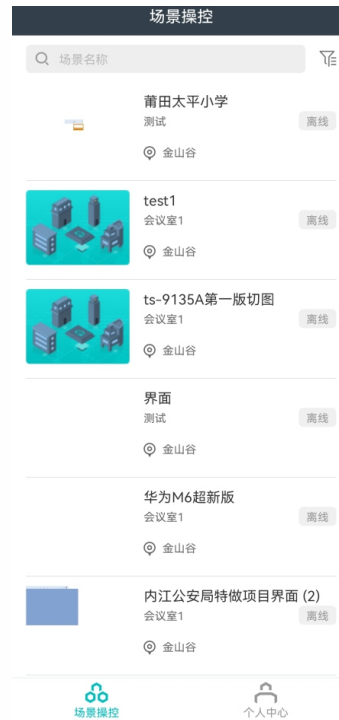 场景操控
场景名称
莆田太平小学
测试
离线
金山谷
test1
会议室1
离线
金山谷
ts-9135A第一版切图
会议室1
离线
金山谷
界面
测试
离线
金山谷
华为M6超新版
会议室1
离线
金山谷
内江公安局特做项目界面 (2)
会议室1
离线
金山谷
场景操控
个人中心